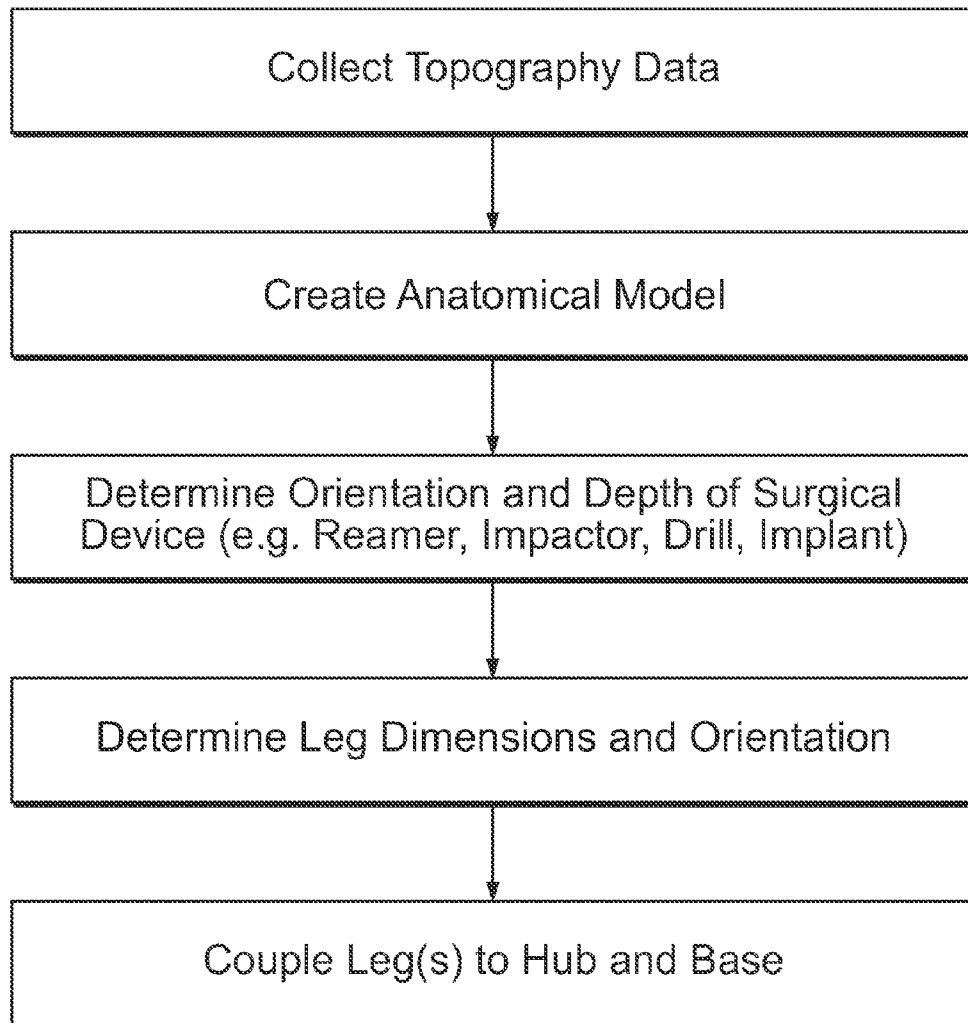 Collect Topography Data
Create Anatomical Model
Determine Orientation and Depth of Surgical
Device (e.g. Reamer, Impactor, Drill, Implant)
Determine Leg Dimensions and Orientation
Couple Leg(s) to Hub and Base